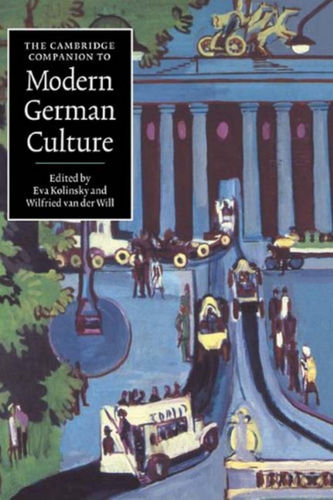 THE CAMBRIDGE
COMPANION TO
Modern
German
Culture
Edited by
Eva Kolinsky and
Wilfried van der Will